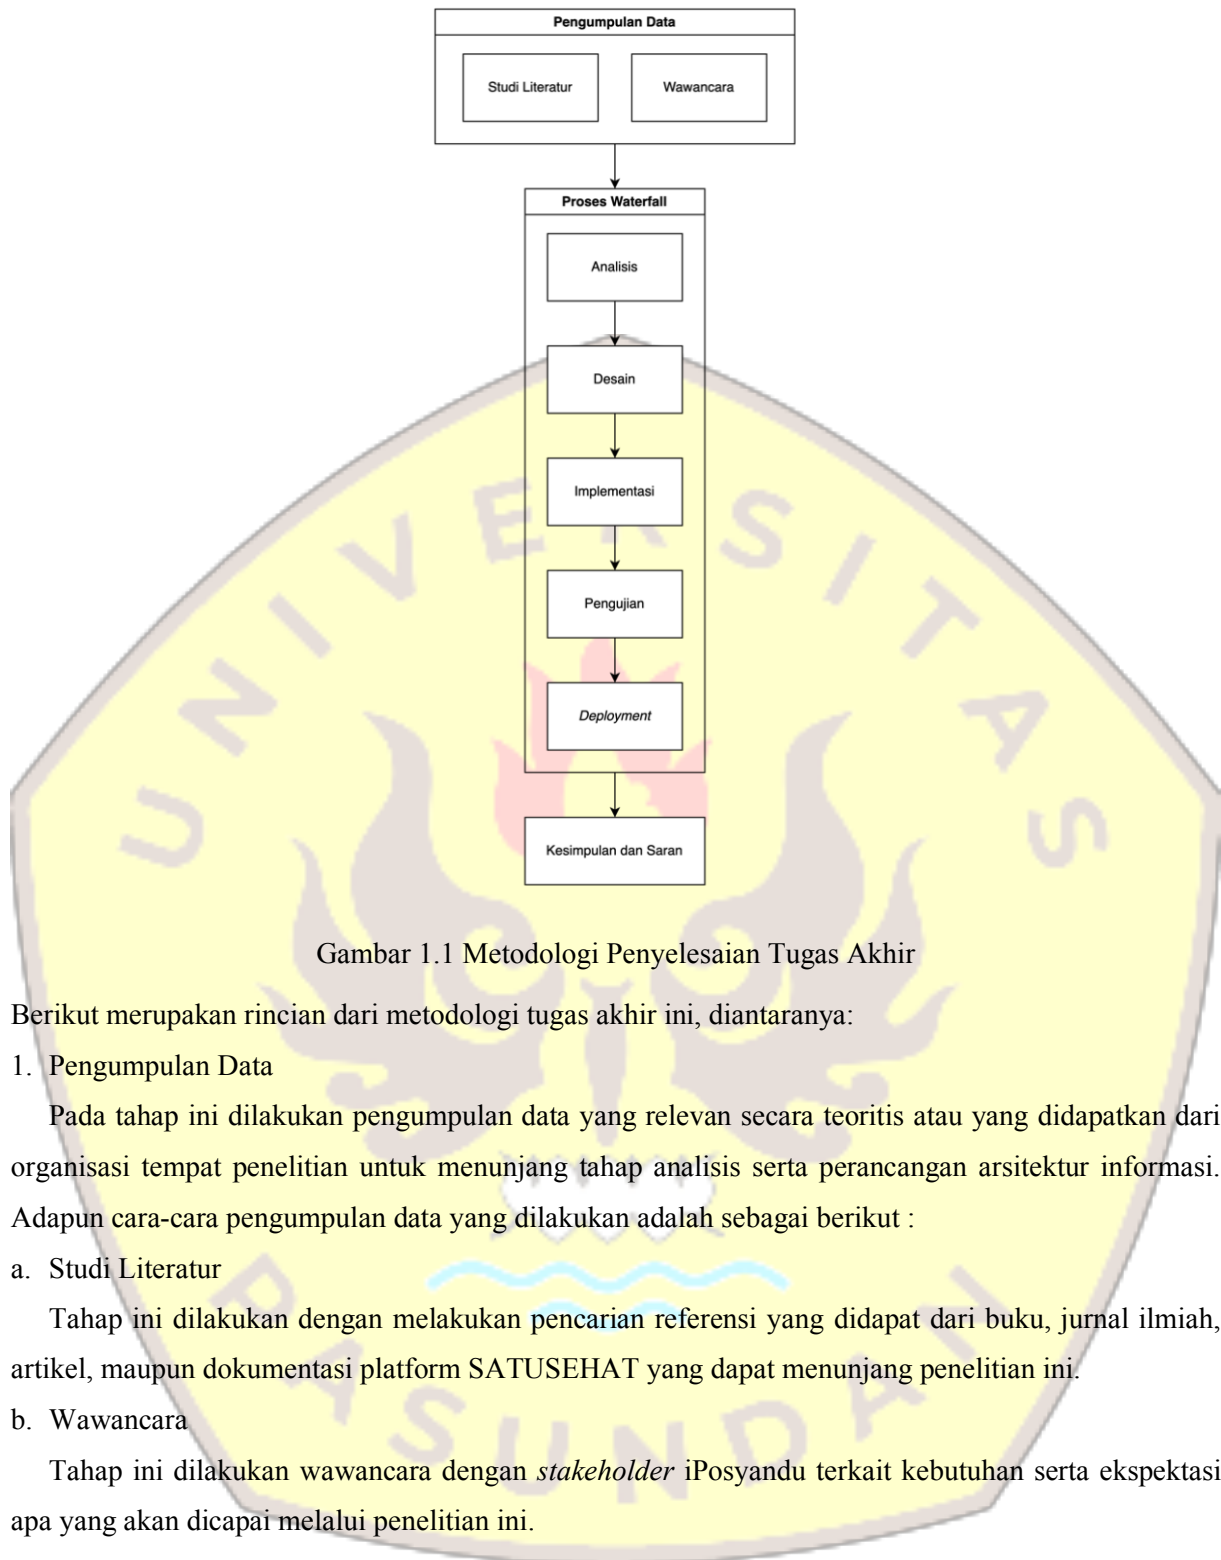 Pengumpulan Data
Studi Literatur
Wawancara
Proses Waterfall
Analisis
Desain
Implementasi
Pengujian
Deployment
Kesimpulan dan Saran
UNIVERSITAS
PASUNDAN
Gambar 1.1 Metodologi Penyelesaian Tugas Akhir
Berikut merupakan rincian dari metodologi tugas akhir ini, diantaranya:
1. Pengumpulan Data
Pada tahap ini dilakukan pengumpulan data yang relevan secara teoritis atau yang didapatkan dari
organisasi tempat penelitian untuk menunjang tahap analisis serta perancangan arsitektur informasi.
Adapun cara-cara pengumpulan data yang dilakukan adalah sebagai berikut :
a. Studi Literatur
Tahap ini dilakukan dengan melakukan pencarian referensi yang didapat dari buku, jurnal ilmiah,
artikel, maupun dokumentasi platform SATUSEHAT yang dapat menunjang penelitian ini.
b. Wawancara
Tahap ini dilakukan wawancara dengan stakeholder iPosyandu terkait kebutuhan serta ekspektasi
apa yang akan dicapai melalui penelitian ini.